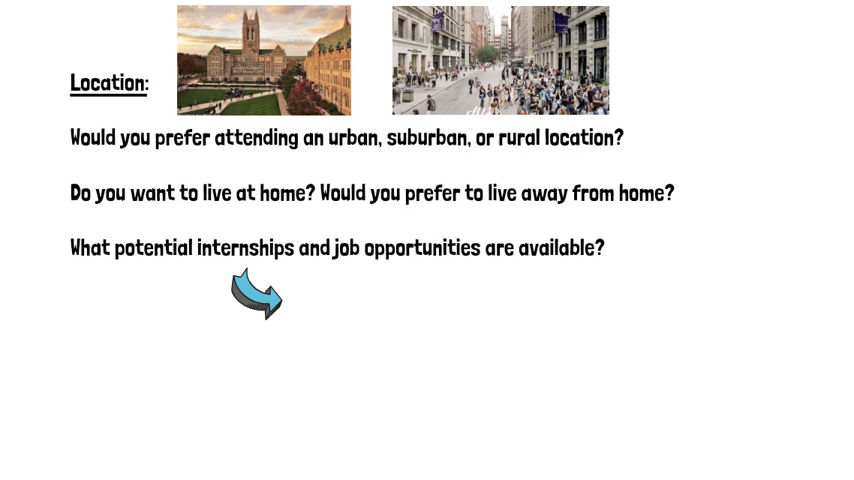 Location:
Would you prefer attending an urban, suburban, or rural location?
Do you want to live at home? Would you prefer to live away from home?
What potential internships and job opportunities are available?